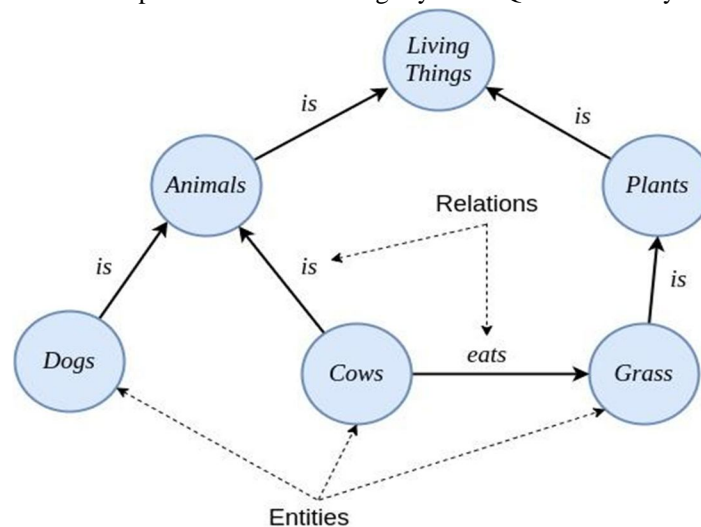 Living
Things
is
is
Animals
Plants
Relations
is
is
is
Dogs
Cows
eats
Grass
Entities